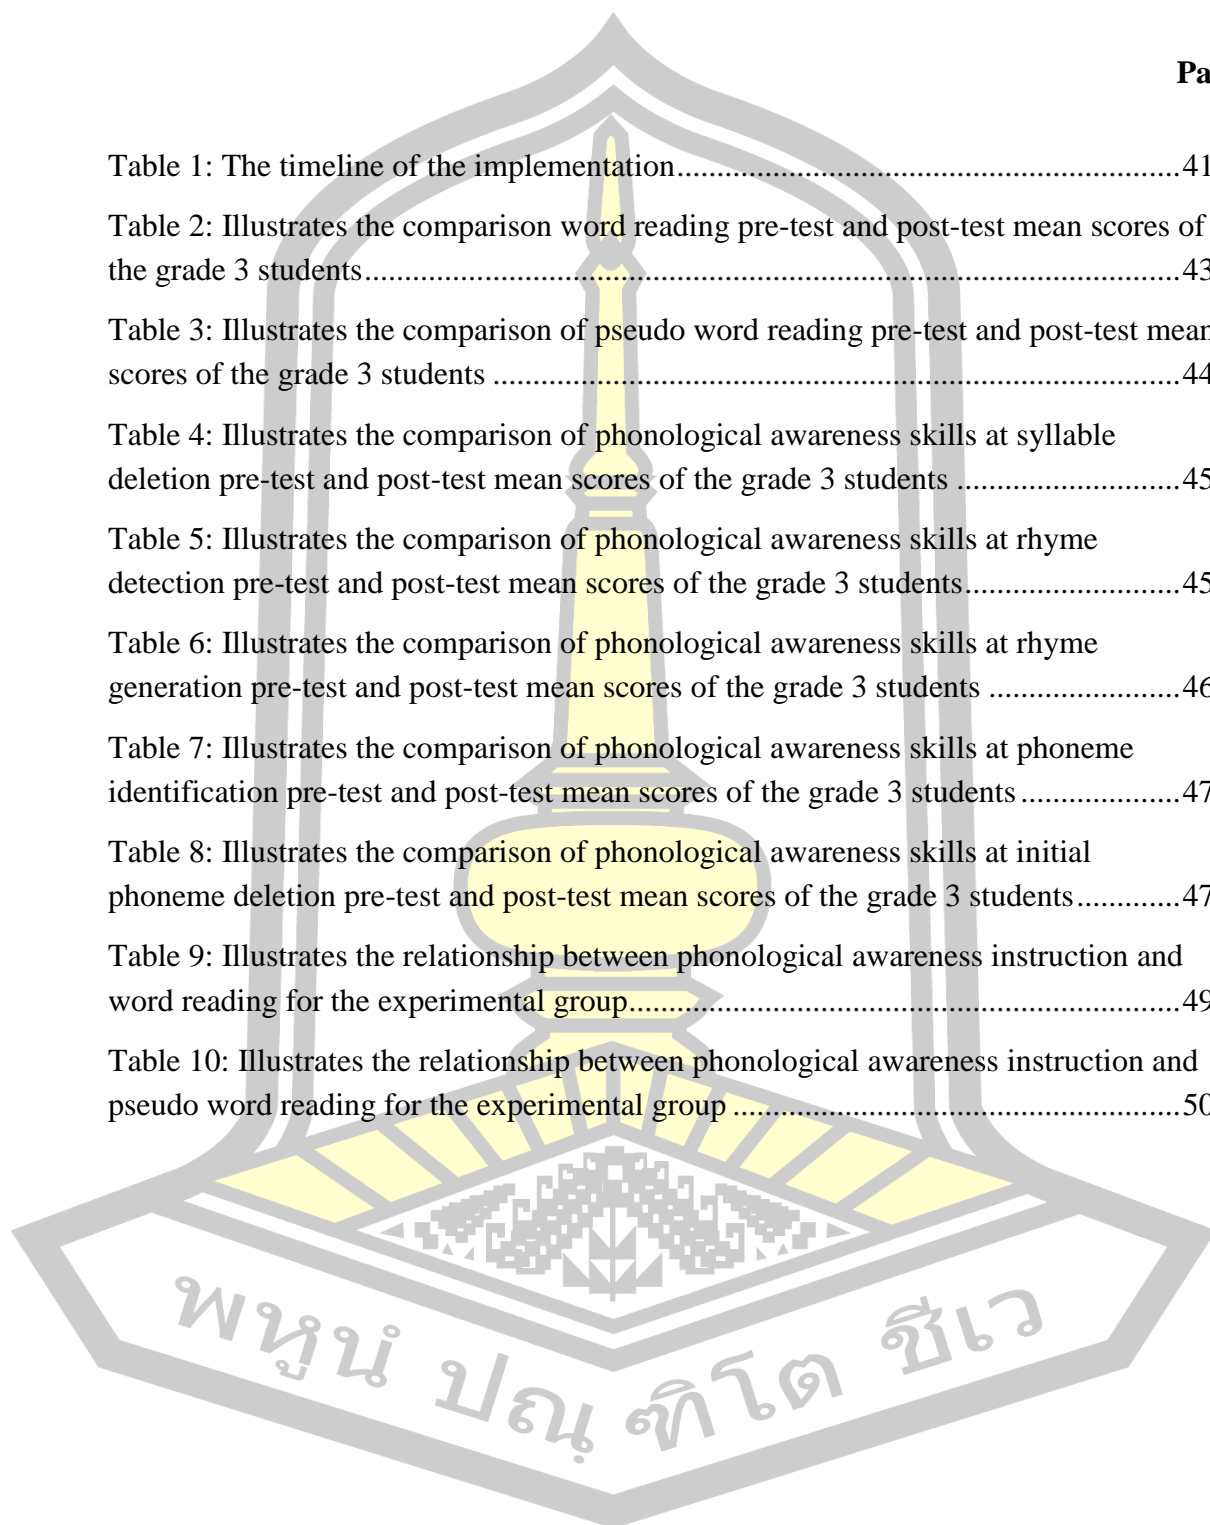 Pa
Table 1: The timeline of the implementation..............................................................41
Table 2: Illustrates the comparison word reading pre-test and post-test mean scores of
the grade 3 students.....................................................................................................43
Table 3: Illustrates the comparison of pseudo word reading pre-test and post-test mean
scores of the grade 3 students .....................................................................................44
Table 4: Illustrates the comparison of phonological awareness skills at syllable
deletion pre-test and post-test mean scores of the grade 3 students ............................45
Table 5: Illustrates the comparison of phonological awareness skills at rhyme
detection pre-test and post-test mean scores of the grade 3 students...........................45
Table 6: Illustrates the comparison of phonological awareness skills at rhyme
generation pre-test and post-test mean scores of the grade 3 students ........................46
Table 7: Illustrates the comparison of phonological awareness skills at phoneme
identification pre-test and post-test mean scores of the grade 3 students ....................47
Table 8: Illustrates the comparison of phonological awareness skills at initial
phoneme deletion pre-test and post-test mean scores of the grade 3 students.............47
Table 9: Illustrates the relationship between phonological awareness instruction and
word reading for the experimental group....................................................................49
Table 10: Illustrates the relationship between phonological awareness instruction and
pseudo word reading for the experimental group .......................................................50
พหูนํ ปณฺฑิโต ชีเว